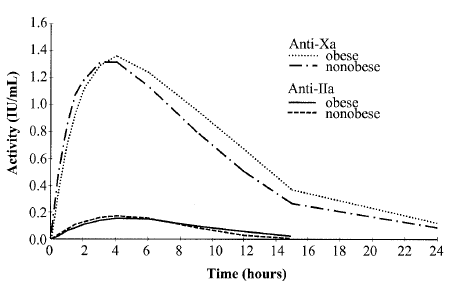 Activity (IU/mL)
1.6
1.4
1.2
1.0
0.8
0.6
0.4
0.2
0.0
Anti-Xa
obese
nonobese
Anti-IIa
obese
nonobese
0 2 4 6 8 10 12 14 16 18 20 22 24
Time (hours)